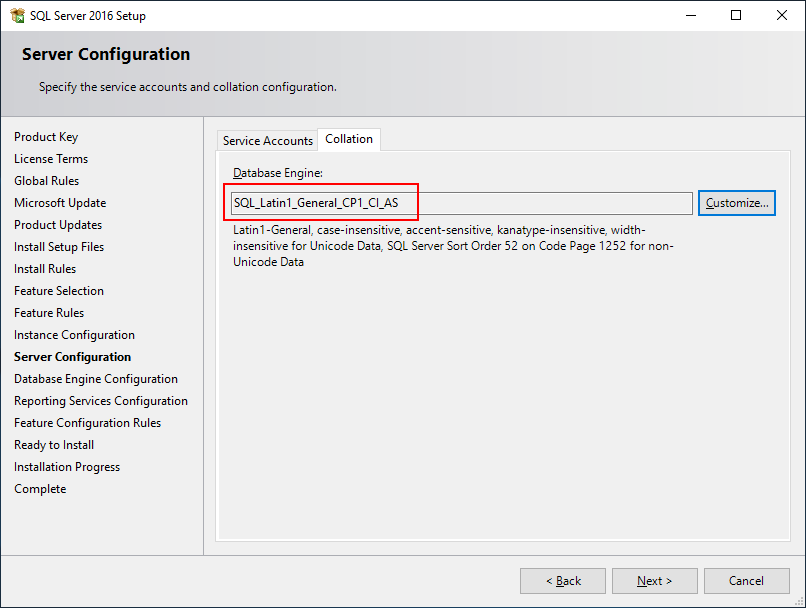 SQL Server 2016 Setup
Server Configuration
Specify the service accounts and collation configuration.
Product Key
License Terms
Global Rules
Microsoft Update
Product Updates
Install Setup Files
Install Rules
Feature Selection
Feature Rules
Instance Configuration
Server Configuration
Database Engine Configuration
Reporting Services Configuration
Feature Configuration Rules
Ready to Install
Installation Progress
Complete
Service Accounts Collation
Database Engine:
SQL_Latin1_General_CP1_CI_AS
Customize...
Latin1-General, case-insensitive, accent-sensitive, kanatype-insensitive, width-
insensitive for Unicode Data, SQL Server Sort Order 52 on Code Page 1252 for non-
Unicode Data
< Back Next > Cancel